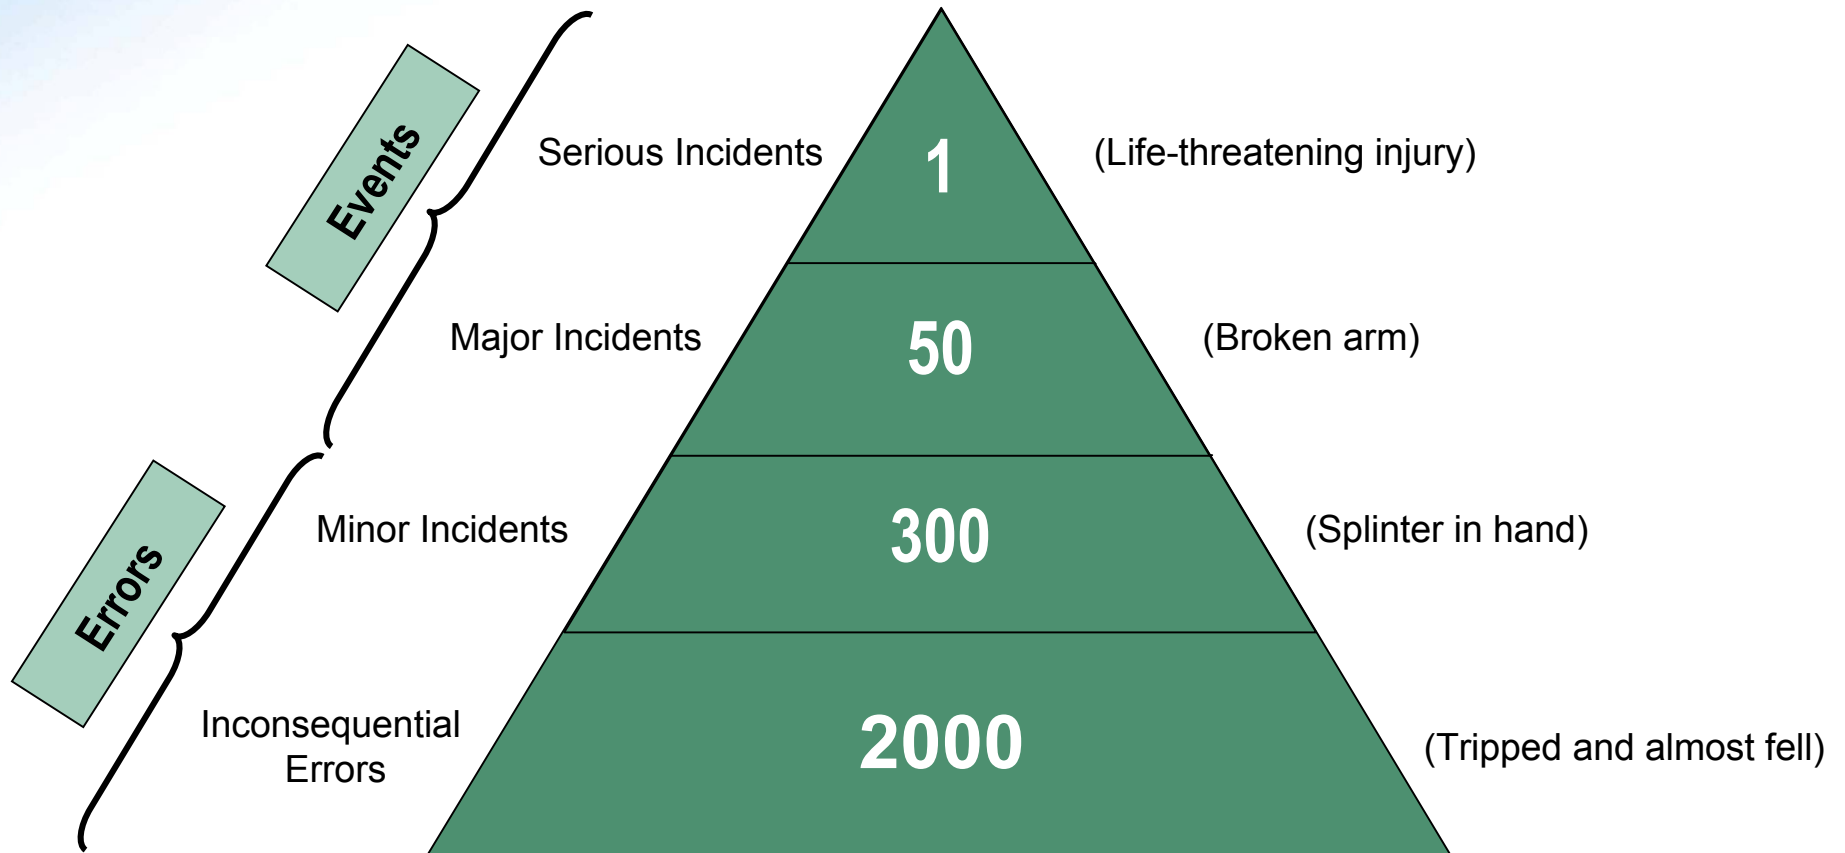 Events
Serious Incidents
1
(Life-threatening injury)
Major Incidents
50
(Broken arm)
Errors
Minor Incidents
300
(Splinter in hand)
Inconsequential
Errors
2000
(Tripped and almost fell)